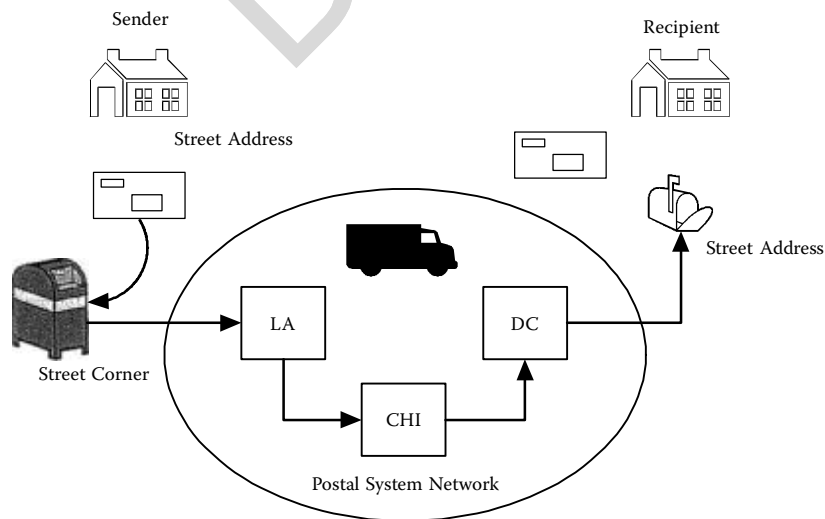 Sender
Recipient
Street Address
Street Address
LA
DC
Street Corner
CHI
Postal System Network